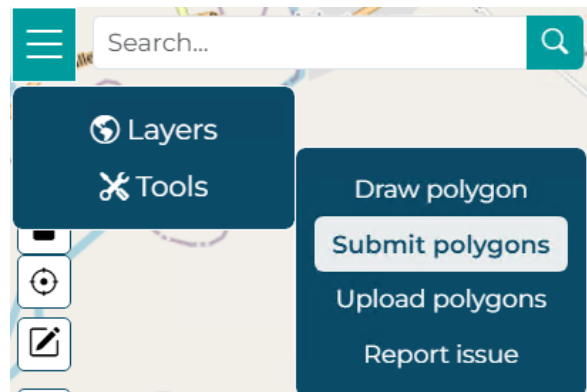 Search...
Layers
Tools
Draw polygon
Submit polygons
Upload polygons
Report issue